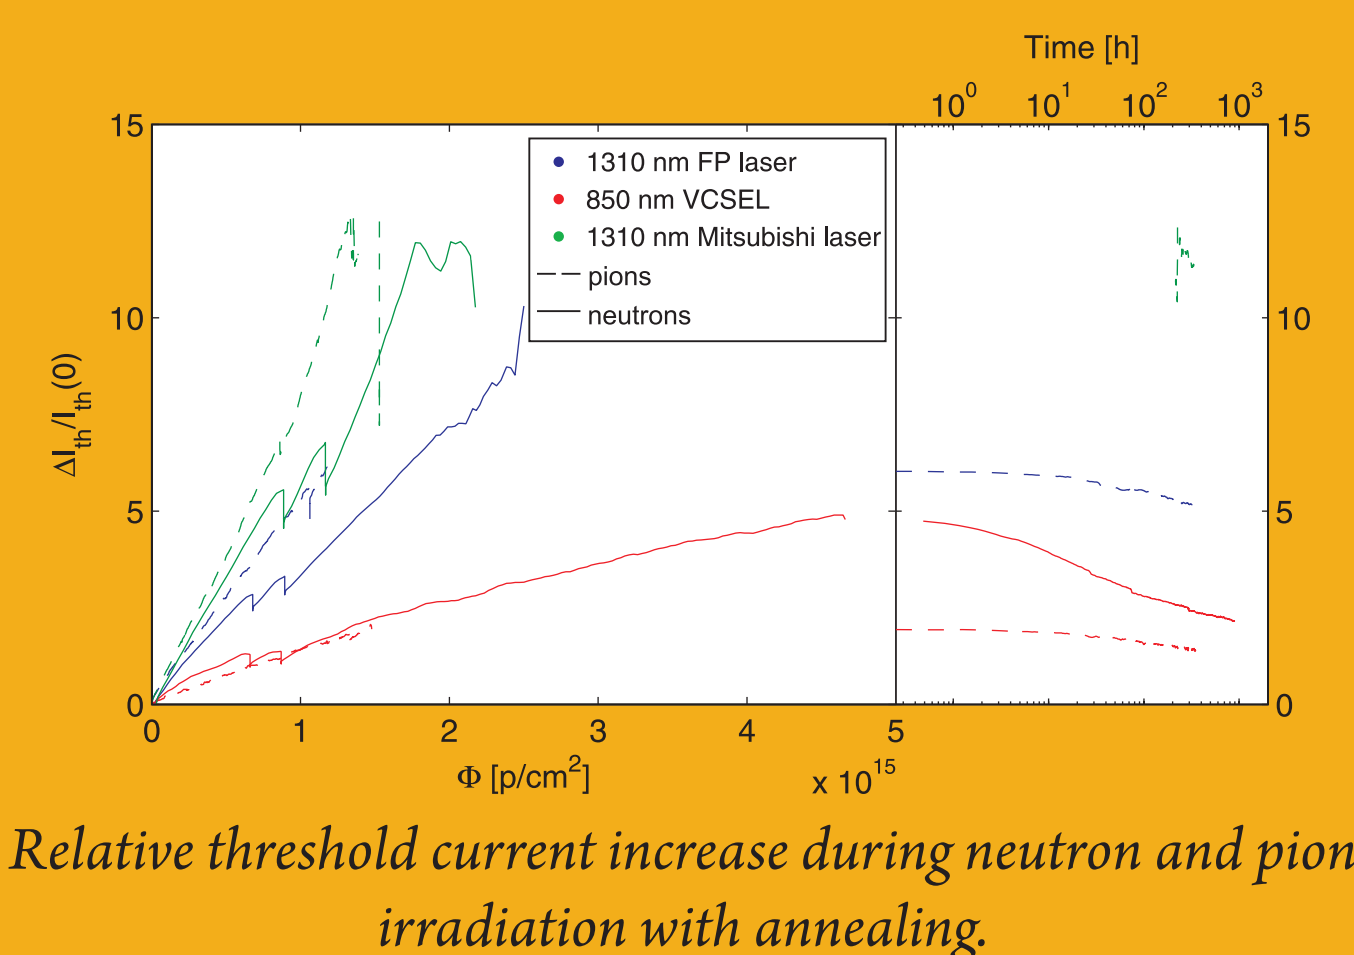 Time [h]
10^0 10^1 10^2 10^3
15 15
1310 nm FP laser
850 nm VCSEL
1310 nm Mitsubishi laser
pions
neutrons
10 10
ΔI_th/I_th(0)
5 5
0 0
0 1 2 3 4 5
Φ [p/cm^2] x 10^15
Relative threshold current increase during neutron and pion
irradiation with annealing.